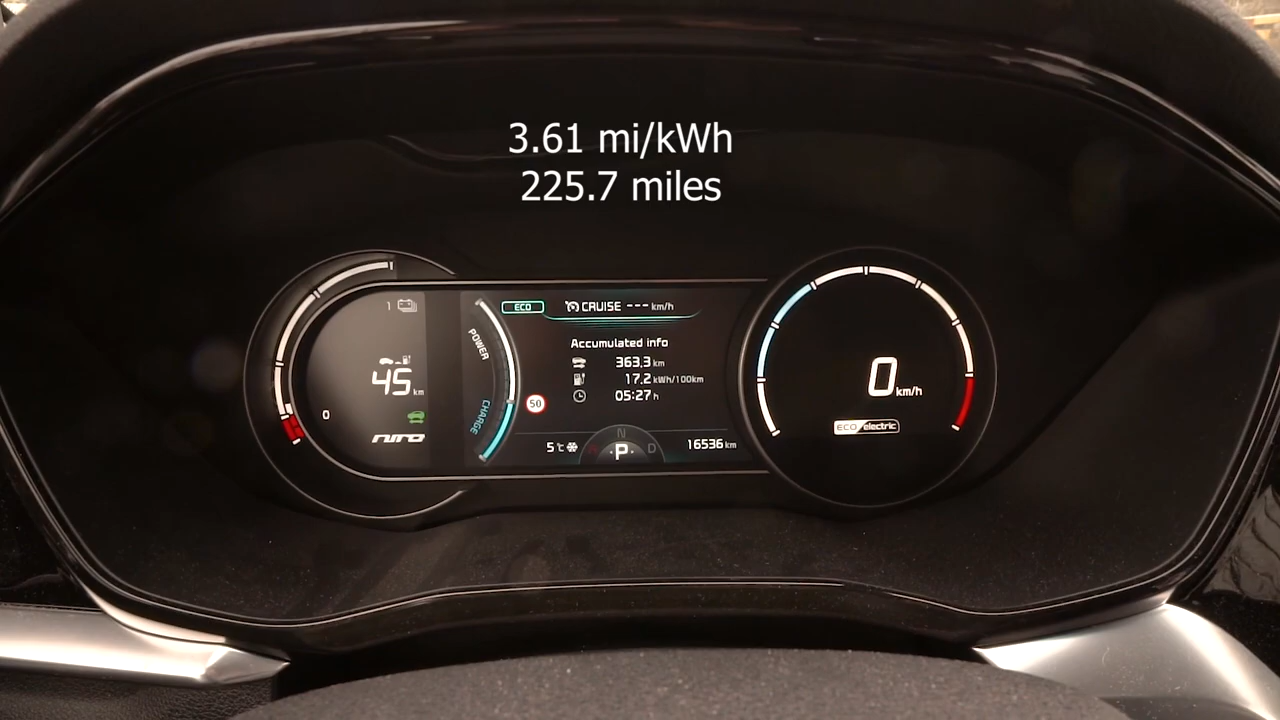 3.61 mi/kWh
225.7 miles
1
45 km
0
niro
POWER
CHARGE
ECO
CRUISE --- km/h
Accumulated info
363.3 km
17.2 kWh/100km
05:27 h
50
5℃
N
P
D
16536 km
0 km/h
ECO electric